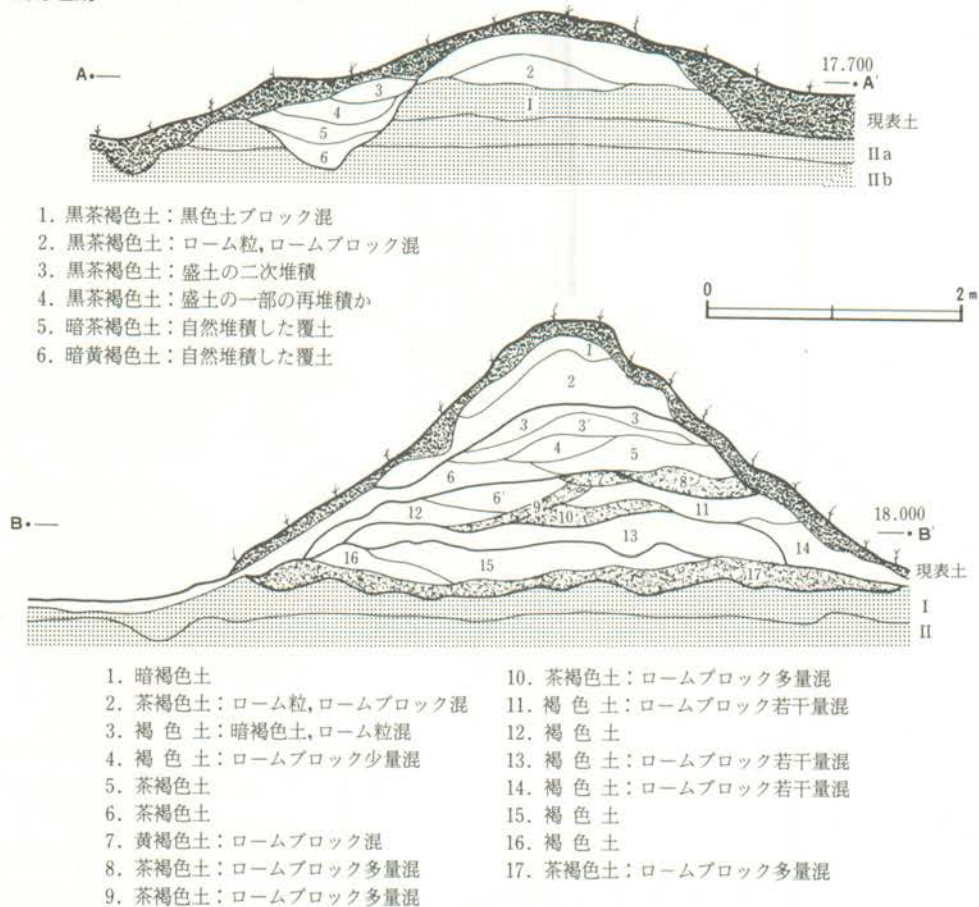 A
2
3
I
4
5
6
17.700
A'
現表土
IIa
IIb
1. 黒茶褐色土：黒色土ブロック混
2. 黒茶褐色土：ローム粒,ロームブロック混
3. 黒茶褐色土：盛土の二次堆積
4. 黒茶褐色土：盛土の一部の再堆積か
5. 暗茶褐色土：自然堆積した覆土
6. 暗黄褐色土：自然堆積した覆土
0 2m
1
2
3 3' 3
4 5
6 7 8
6' 9
12 10 11
13
14
16 15 17
B
18.000
B'
現表土
I
II
1. 暗褐色土
2. 茶褐色土：ローム粒,ロームブロック混
3. 褐色土：暗褐色土,ローム粒混
4. 褐色土：ロームブロック少量混
5. 茶褐色土
6. 茶褐色土
7. 黄褐色土：ロームブロック混
8. 茶褐色土：ロームブロック多量混
9. 茶褐色土：ロームブロック多量混
10. 茶褐色土：ロームブロック多量混
11. 褐色土：ロームブロック若干量混
12. 褐色土
13. 褐色土：ロームブロック若干量混
14. 褐色土：ロームブロック若干量混
15. 褐色土
16. 褐色土
17. 茶褐色土：ロームブロック多量混